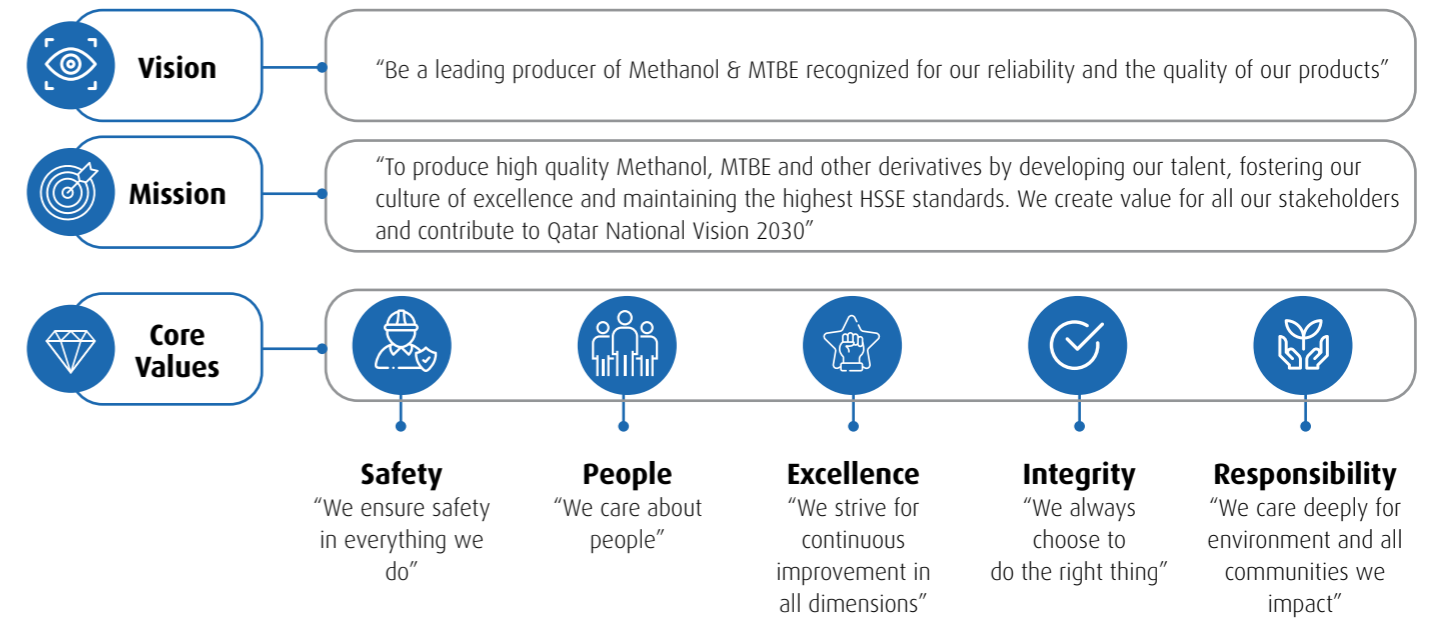 Vision
“Be a leading producer of Methanol & MTBE recognized for our reliability and the quality of our products”
Mission
“To produce high quality Methanol, MTBE and other derivatives by developing our talent, fostering our
culture of excellence and maintaining the highest HSSE standards. We create value for all our stakeholders
and contribute to Qatar National Vision 2030”
Core
Values
Safety
“We ensure safety
in everything we
do”
People
“We care about
people”
Excellence
“We strive for
continuous
improvement in
all dimensions”
Integrity
“We always
choose to
do the right thing”
Responsibility
“We care deeply for
environment and all
communities we
impact”